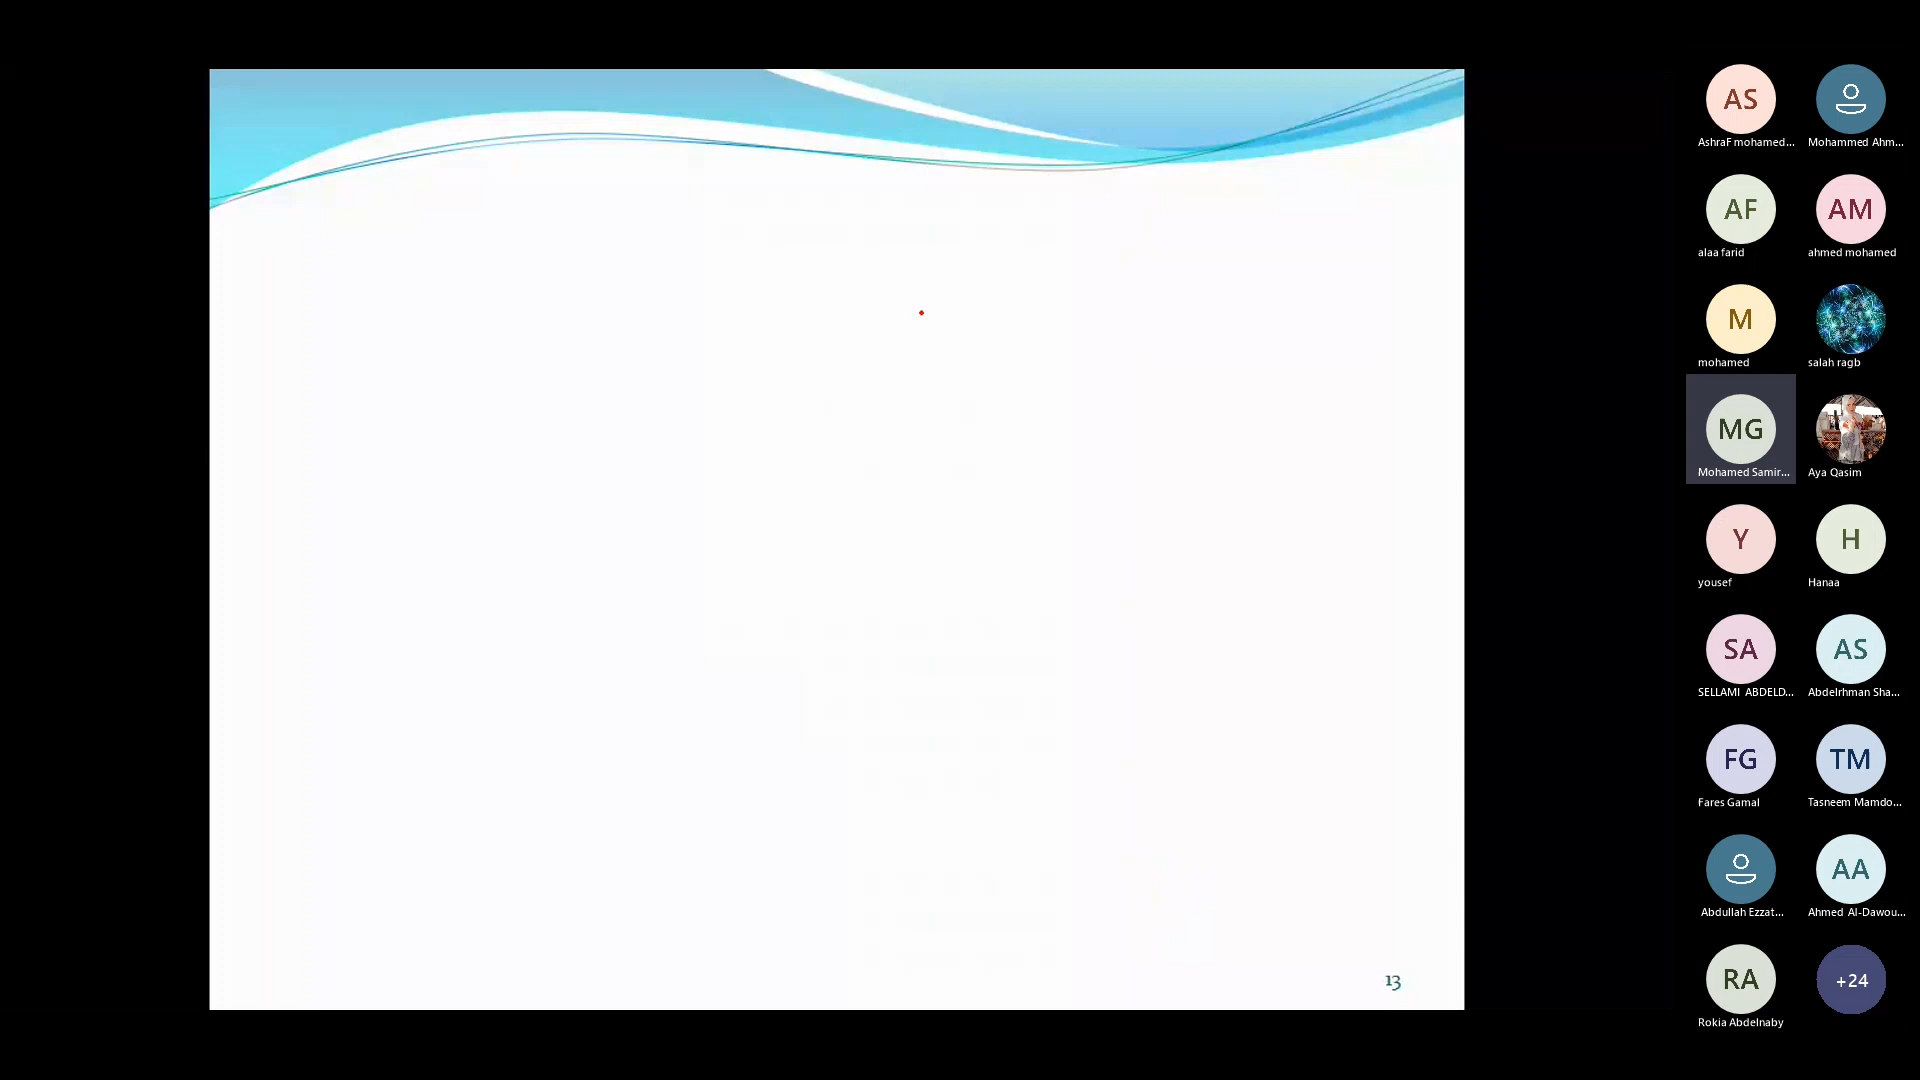 AS
AshraF mohamed...
Mohammed Ahm...
AF
alaa farid
AM
ahmed mohamed
M
mohamed
salah ragb
MG
Mohamed Samir...
Aya Qasim
Y
yousef
H
Hanaa
SA
SELLAMI ABDELD...
AS
Abdelrhman Sha...
FG
Fares Gamal
TM
Tasneem Mamdo...
Abdullah Ezzat...
AA
Ahmed Al-Dawou...
RA
Rokia Abdelnaby
+24
13